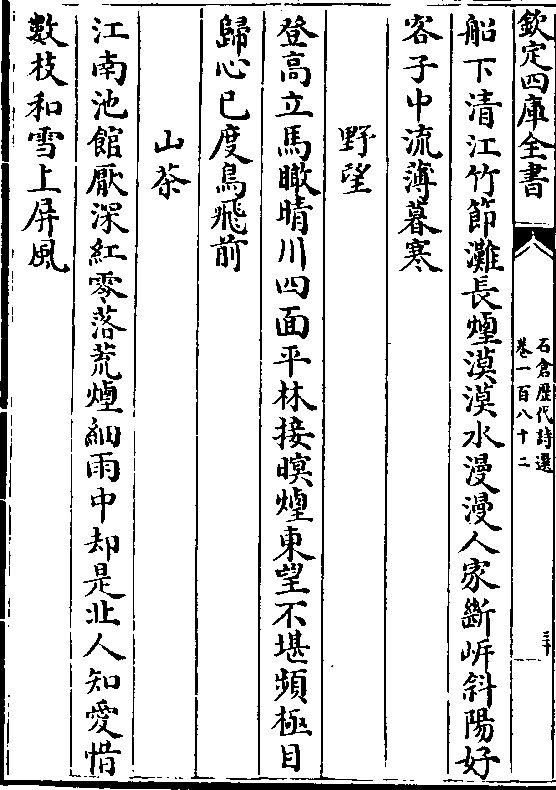 欽定四庫全書
石倉歷代詩選
卷一百八十二
三十
船下清江竹節灘長煙漠漠水漫漫人家斷岍斜陽好
客子中流薄暮寒
野望
登高立馬瞰晴川四面平林接暝煙東望不堪頻極目
歸心已度鳥飛前
山茶
江南池館厭深紅零落荒煙細雨中却是北人知愛惜
數枝和雪上屏風